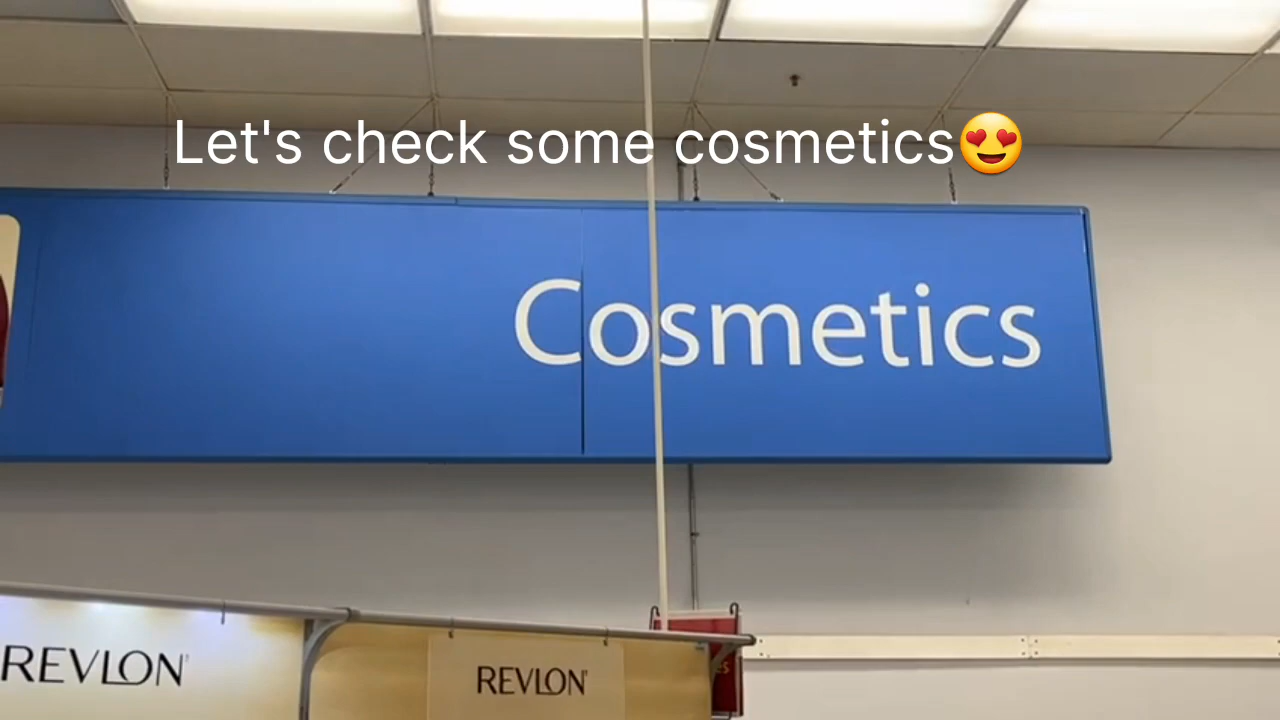 Let's check some cosmetics😍
Cosmetics
REVLON
REVLON